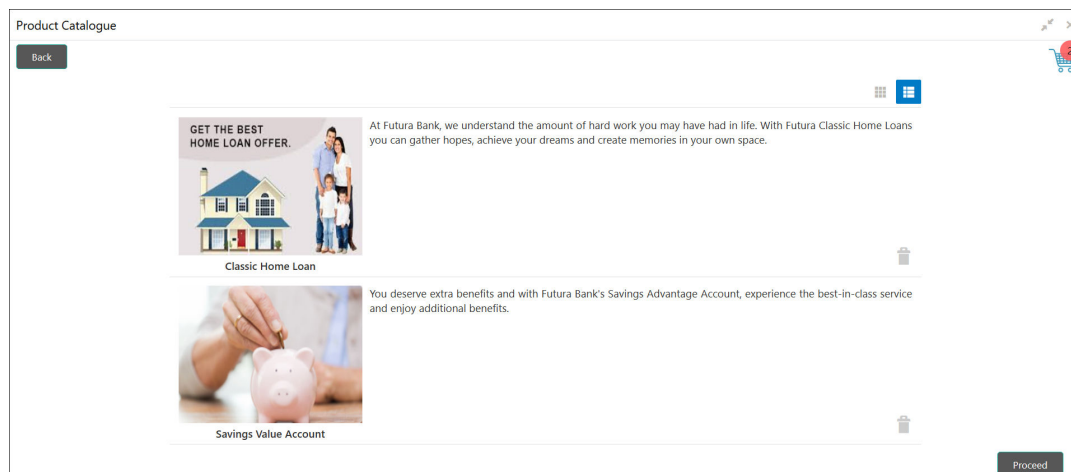 Product Catalogue
Back
2
GET THE BEST
HOME LOAN OFFER.
At Futura Bank, we understand the amount of hard work you may have had in life. With Futura Classic Home Loans
you can gather hopes, achieve your dreams and create memories in your own space.
Classic Home Loan
You deserve extra benefits and with Futura Bank's Savings Advantage Account, experience the best-in-class service
and enjoy additional benefits.
Savings Value Account
Proceed